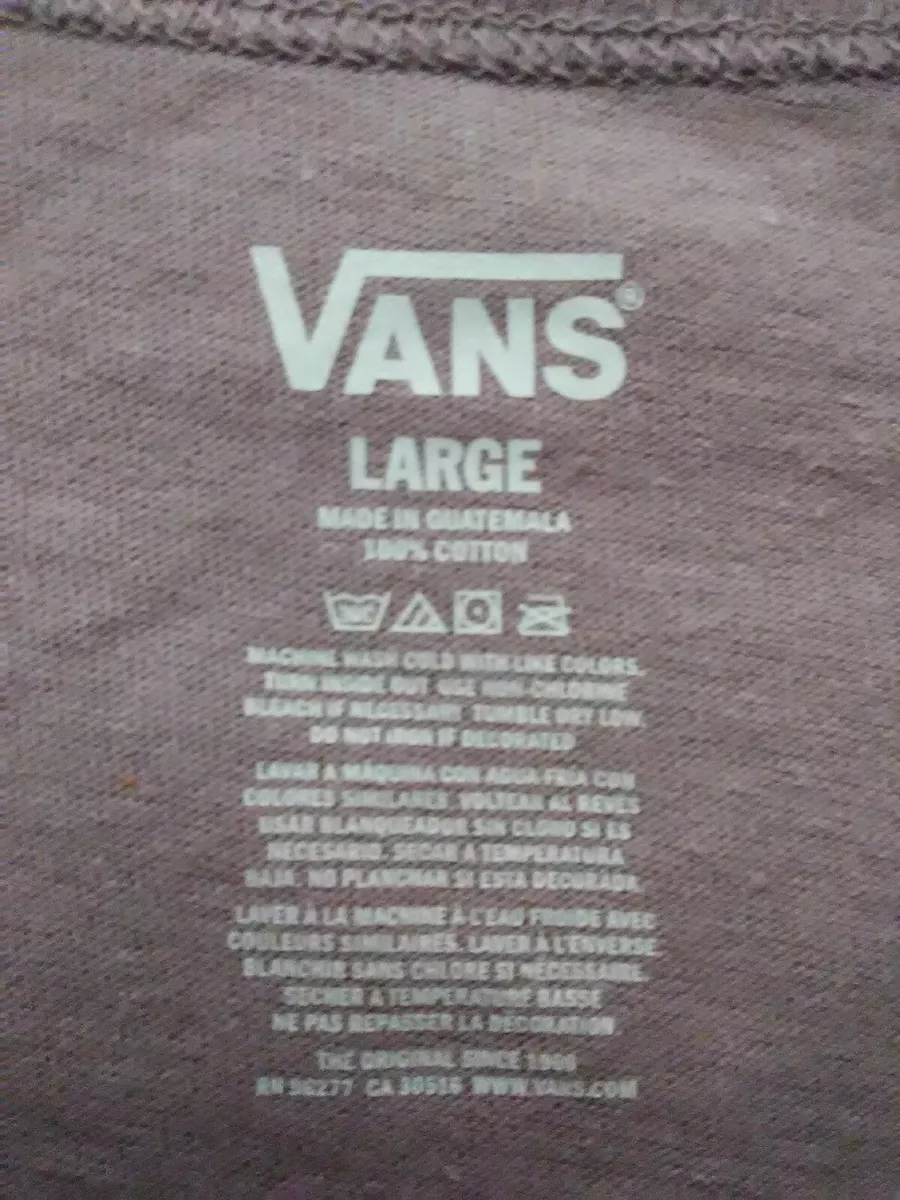 VANS®
LARGE
MADE IN GUATEMALA
100% COTTON
MACHINE WASH COLD WITH LIKE COLORS.
TURN INSIDE OUT USE NON-CHLORINE
BLEACH IF NECESSARY TUMBLE DRY LOW.
DO NOT IRON IF DECORATED
LAVAR A MÁQUINA CON AGUA FRIA CON
COLORES SIMILARES. VOLTEAR AL REVES
USAR BLANQUEADOR SIN CLORO SI ES
NECESARIO. SECAR A TEMPERATURA
BAJA. NO PLANCHAR SI ESTA DECORADA.
LAVER À LA MACHINE À L'EAU FROIDE AVEC
COULEURS SIMILAIRES. LAVER À L'ENVERSE.
BLANCHIR SANS CHLORE SI NÉCESSAIRE.
SECHER A TEMPERATURE BASSE
NE PAS REPASSER LA DECORATION
THE ORIGINAL SINCE 1966
RN 56277 CA 30516 WWW.VANS.COM